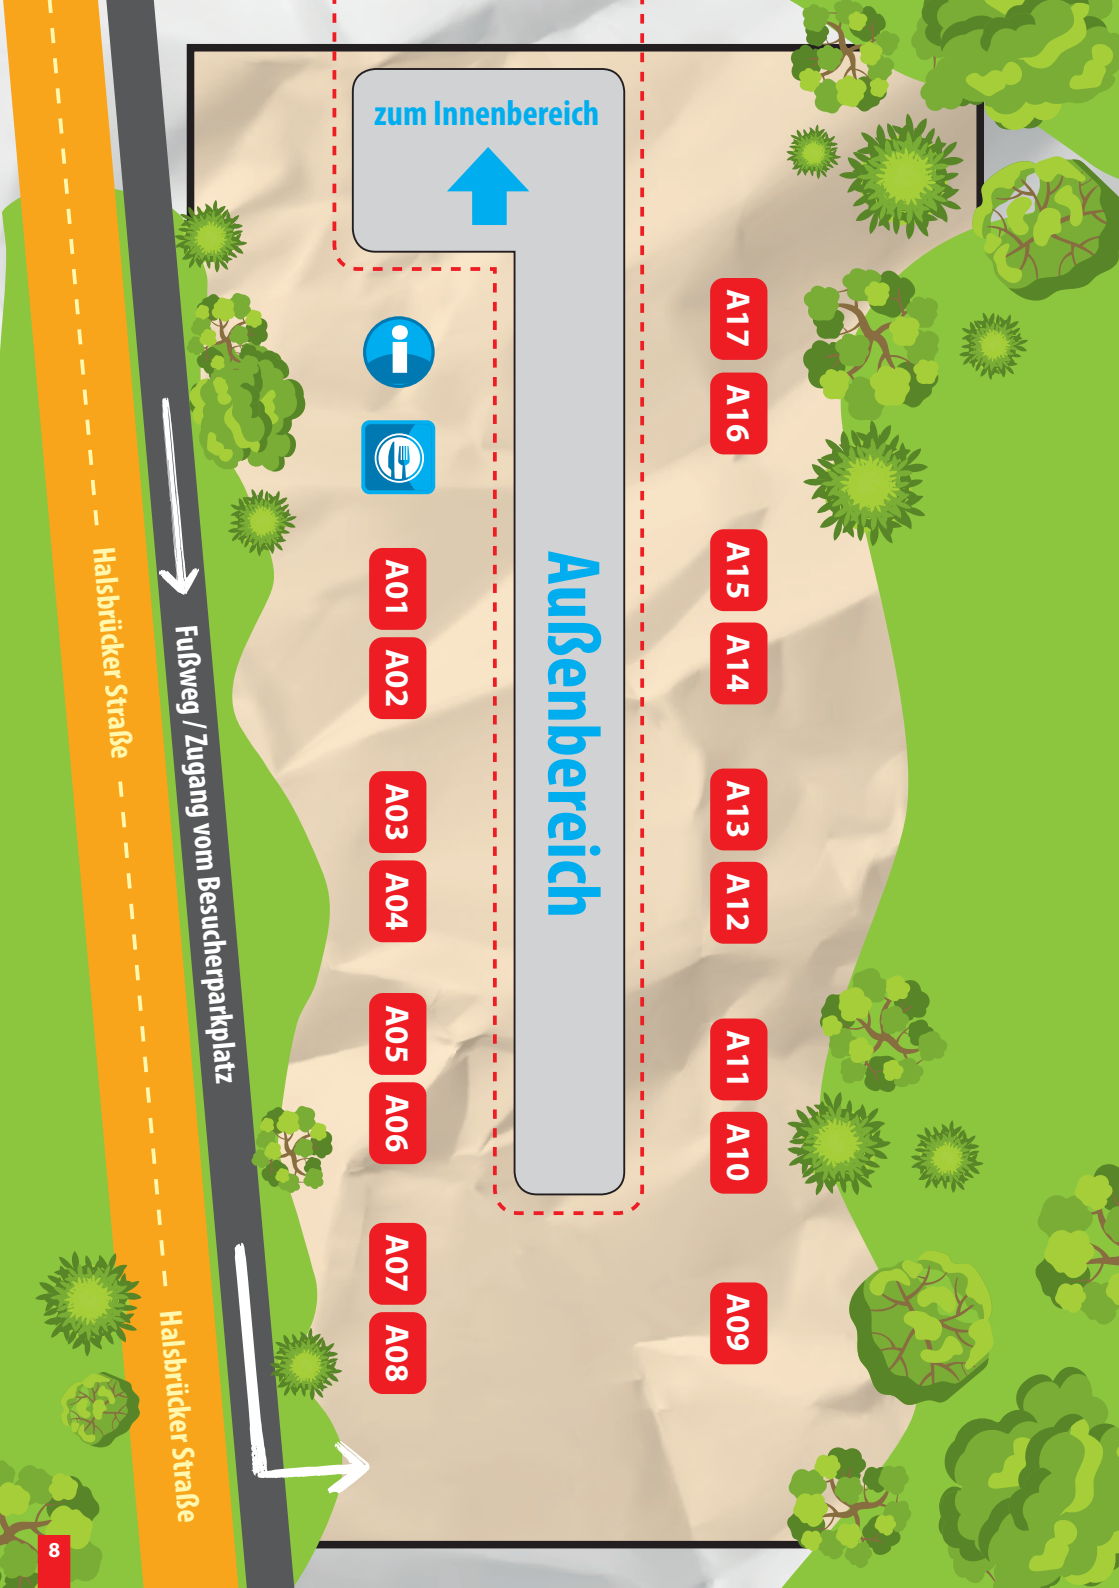 zum Innenbereich
Außenbereich
A17
A16
A15
A14
A13
A12
A11
A10
A09
A01
A02
A03
A04
A05
A06
A07
A08
Fußweg / Zugang vom Besucherparkplatz
Halsbrücker Straße
Halsbrücker Straße
8